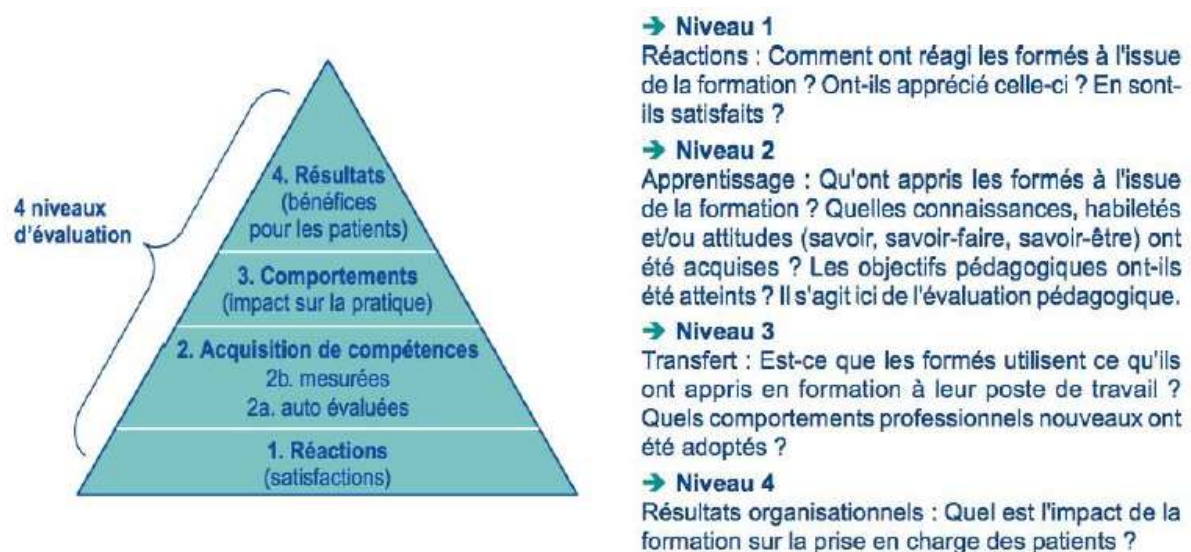 4 niveaux
d'évaluation
4. Résultats
(bénéfices
pour les patients)
3. Comportements
(impact sur la pratique)
2. Acquisition de compétences
2b. mesurées
2a. auto évaluées
1. Réactions
(satisfactions)
➔ Niveau 1
Réactions : Comment ont réagi les formés à l'issue
de la formation ? Ont-ils apprécié celle-ci ? En sont-
ils satisfaits ?
➔ Niveau 2
Apprentissage : Qu'ont appris les formés à l'issue
de la formation ? Quelles connaissances, habiletés
et/ou attitudes (savoir, savoir-faire, savoir-être) ont
été acquises ? Les objectifs pédagogiques ont-ils
été atteints ? Il s'agit ici de l'évaluation pédagogique.
➔ Niveau 3
Transfert : Est-ce que les formés utilisent ce qu'ils
ont appris en formation à leur poste de travail ?
Quels comportements professionnels nouveaux ont
été adoptés ?
➔ Niveau 4
Résultats organisationnels : Quel est l'impact de la
formation sur la prise en charge des patients ?